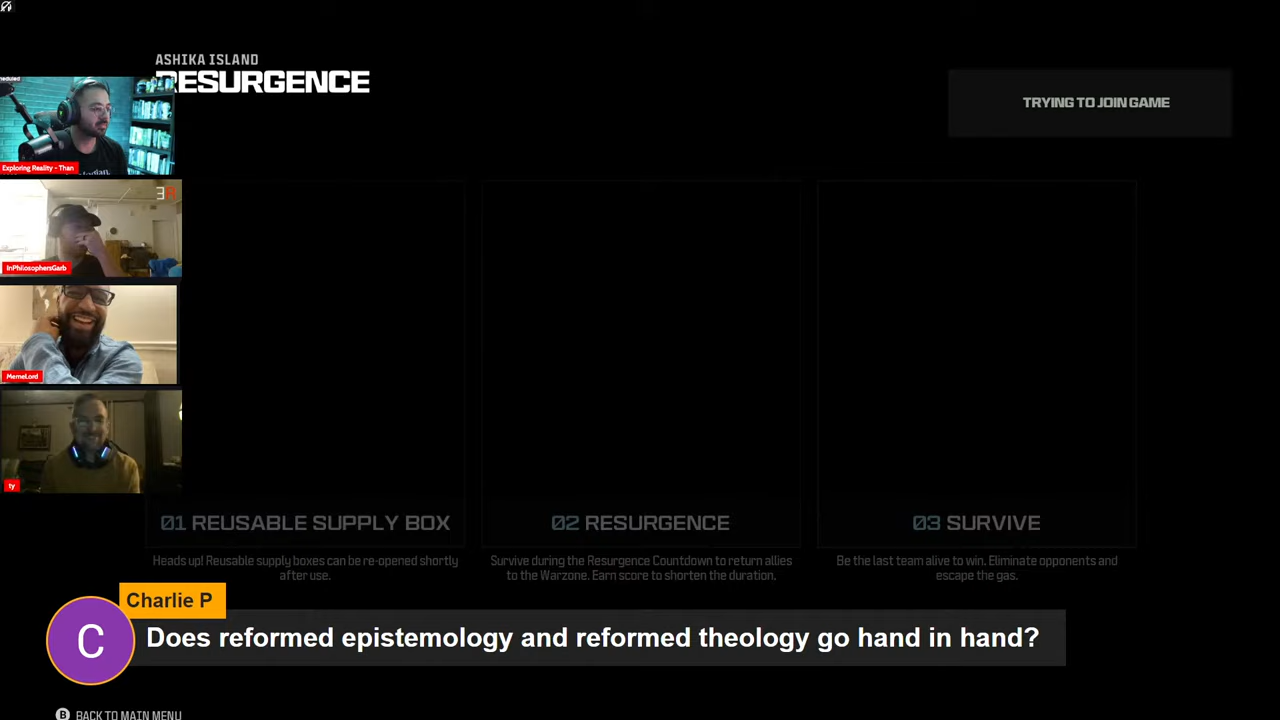 ASHIKA ISLAND
RESURGENCE
TRYING TO JOIN GAME
Exploring Reality - Than
3R
InPhilosophersGarb
MemeLord
ty
01 REUSABLE SUPPLY BOX
Heads up! Reusable supply boxes can be re-opened shortly
after use.
02 RESURGENCE
Survive during the Resurgence Countdown to return allies
to the Warzone. Earn score to shorten the duration.
03 SURVIVE
Be the last team alive to win. Eliminate opponents and
escape the gas.
Charlie P
C
Does reformed epistemology and reformed theology go hand in hand?
B BACK TO MAIN MENU